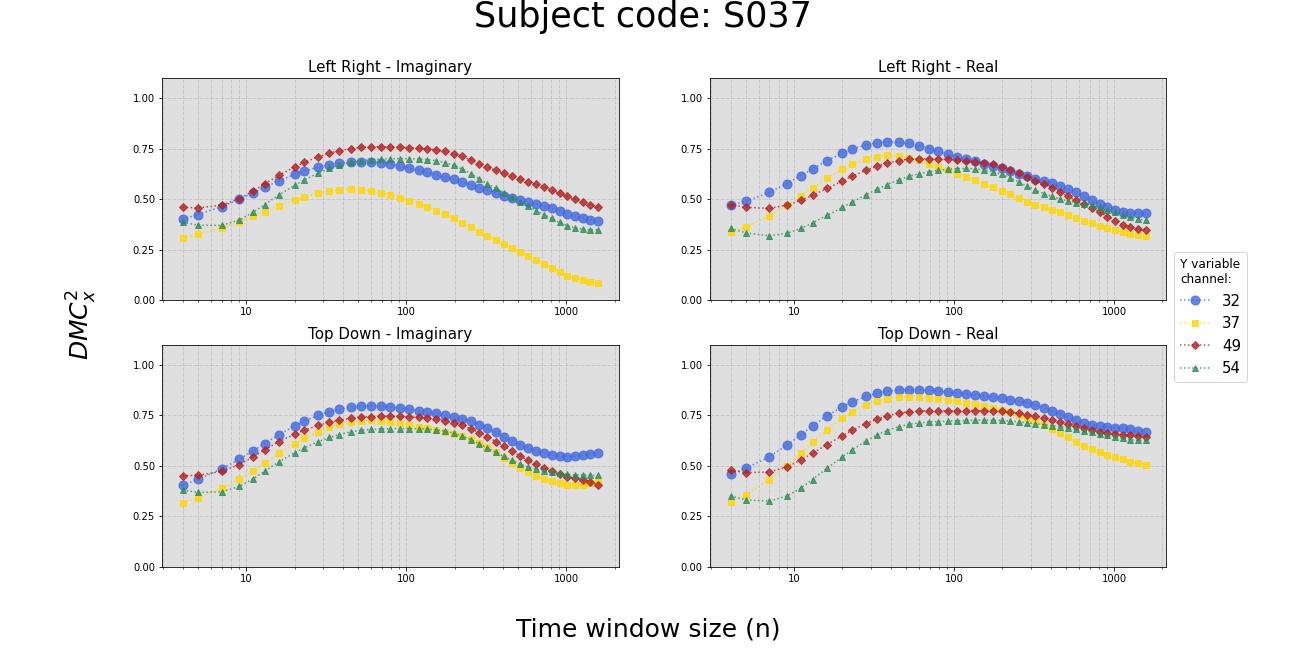 Subject code: S037
Left Right - Imaginary
1.00
0.75
0.50
0.25
0.00
10 100 1000
Left Right - Real
1.00
0.75
0.50
0.25
0.00
10 100 1000
Top Down - Imaginary
1.00
0.75
0.50
0.25
0.00
10 100 1000
Top Down - Real
1.00
0.75
0.50
0.25
0.00
10 100 1000
Y variable
channel:
32
37
49
54
DMC²ₓ
Time window size (n)